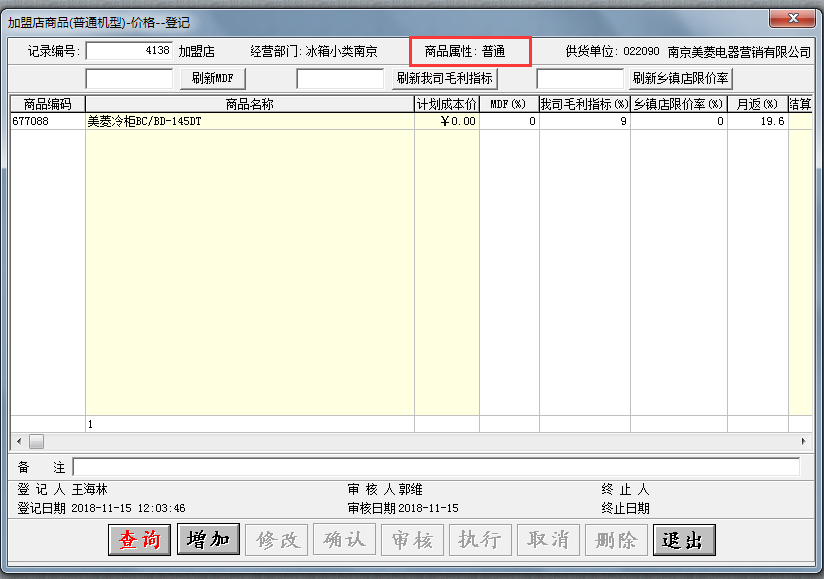 加盟店商品(普通机型)-价格--登记
记录编号: 4138 加盟店 经营部门: 冰箱小类南京 商品属性: 普通 供货单位: 022090 南京美菱电器营销有限公司
刷新MDF 刷新我司毛利指标 刷新乡镇店限价率
商品编码 商品名称 计划成本价 MDF(%) 我司毛利指标(%) 乡镇店限价率(%) 月返(%) 结算
677088 美菱冷柜BC/BD-145DT ￥0.00 0 9 0 19.6
1
备 注
登 记 人 王海林 审 核 人 郭维 终 止 人
登记日期 2018-11-15 12:03:46 审核日期 2018-11-15 终止日期
查询 增加 修改 确认 审核 执行 取消 删除 退出